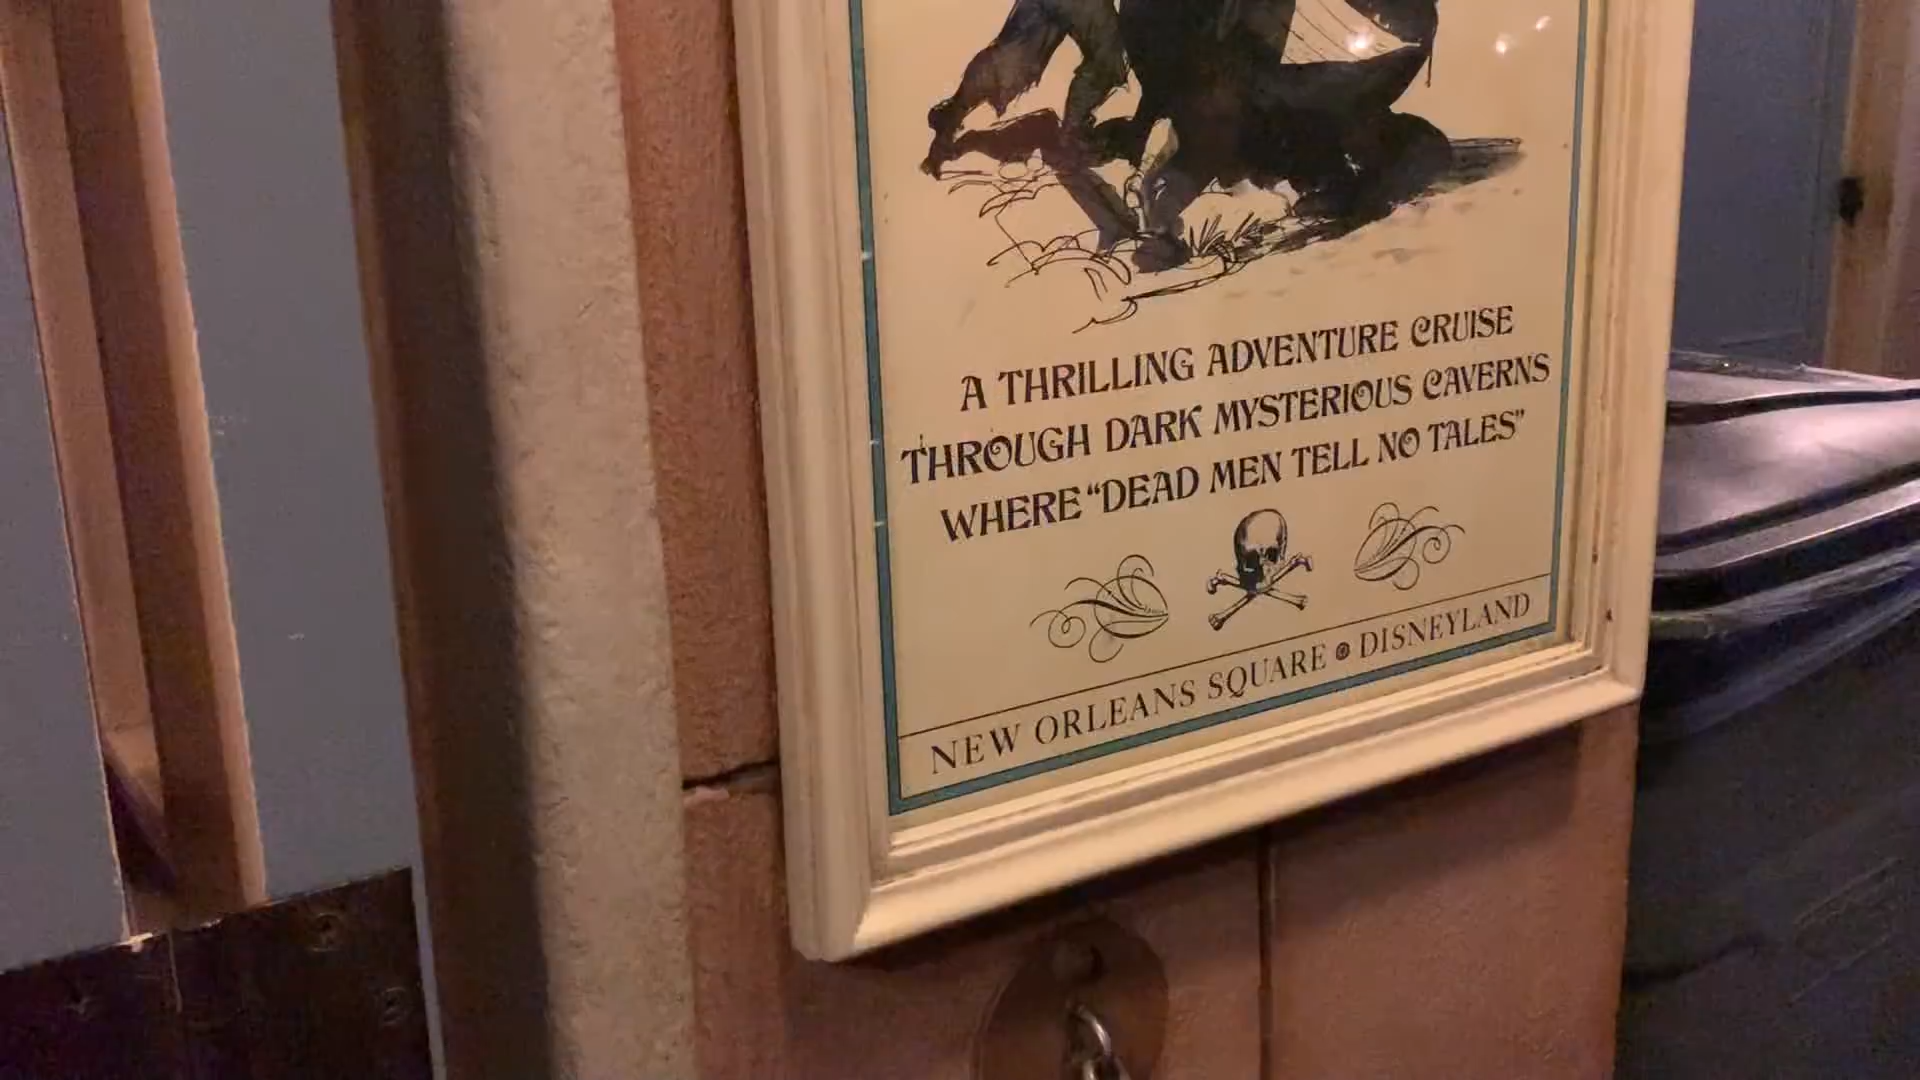 A THRILLING ADVENTURE CRUISE
THROUGH DARK MYSTERIOUS CAVERNS
WHERE “DEAD MEN TELL NO TALES”
NEW ORLEANS SQUARE DISNEYLAND